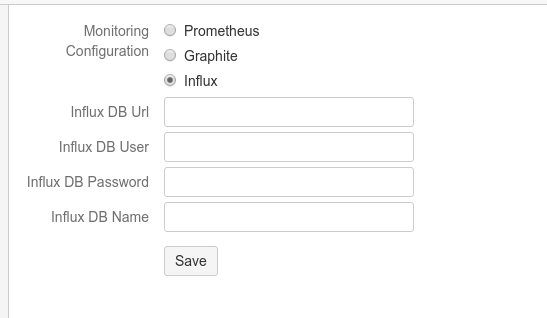 Monitoring
Configuration
Prometheus
Graphite
Influx
Influx DB Url
Influx DB User
Influx DB Password
Influx DB Name
Save